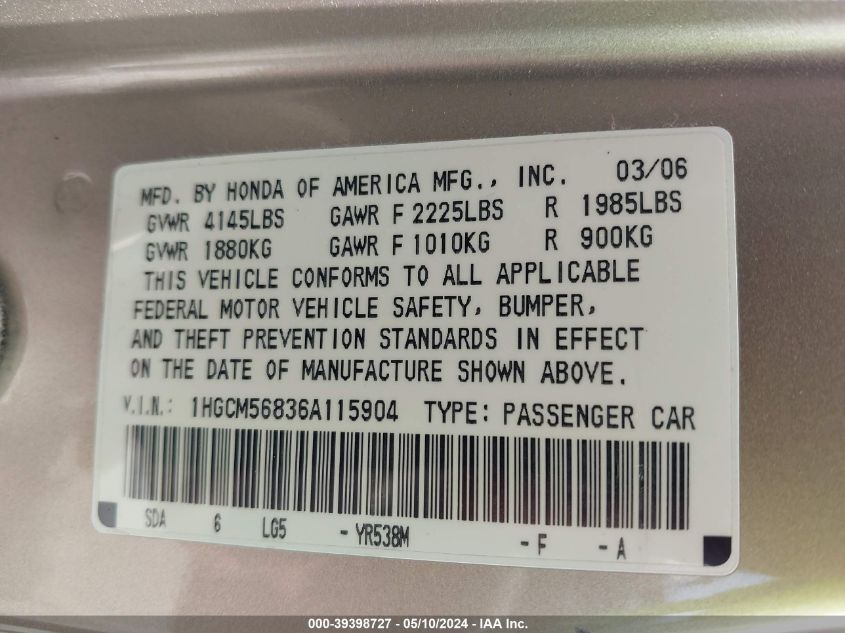 MFD. BY HONDA OF AMERICA MFG., INC. 03/06
GVWR 4145LBS GAWR F 2225LBS R 1985LBS
GVWR 1880KG GAWR F 1010KG R 900KG
THIS VEHICLE CONFORMS TO ALL APPLICABLE
FEDERAL MOTOR VEHICLE SAFETY, BUMPER,
AND THEFT PREVENTION STANDARDS IN EFFECT
ON THE DATE OF MANUFACTURE SHOWN ABOVE.
V.I.N.: 1HGCM56836A115904 TYPE: PASSENGER CAR
SDA 6 LG5 - YR538M - F - A
000-39398727 - 05/10/2024 - IAA Inc.